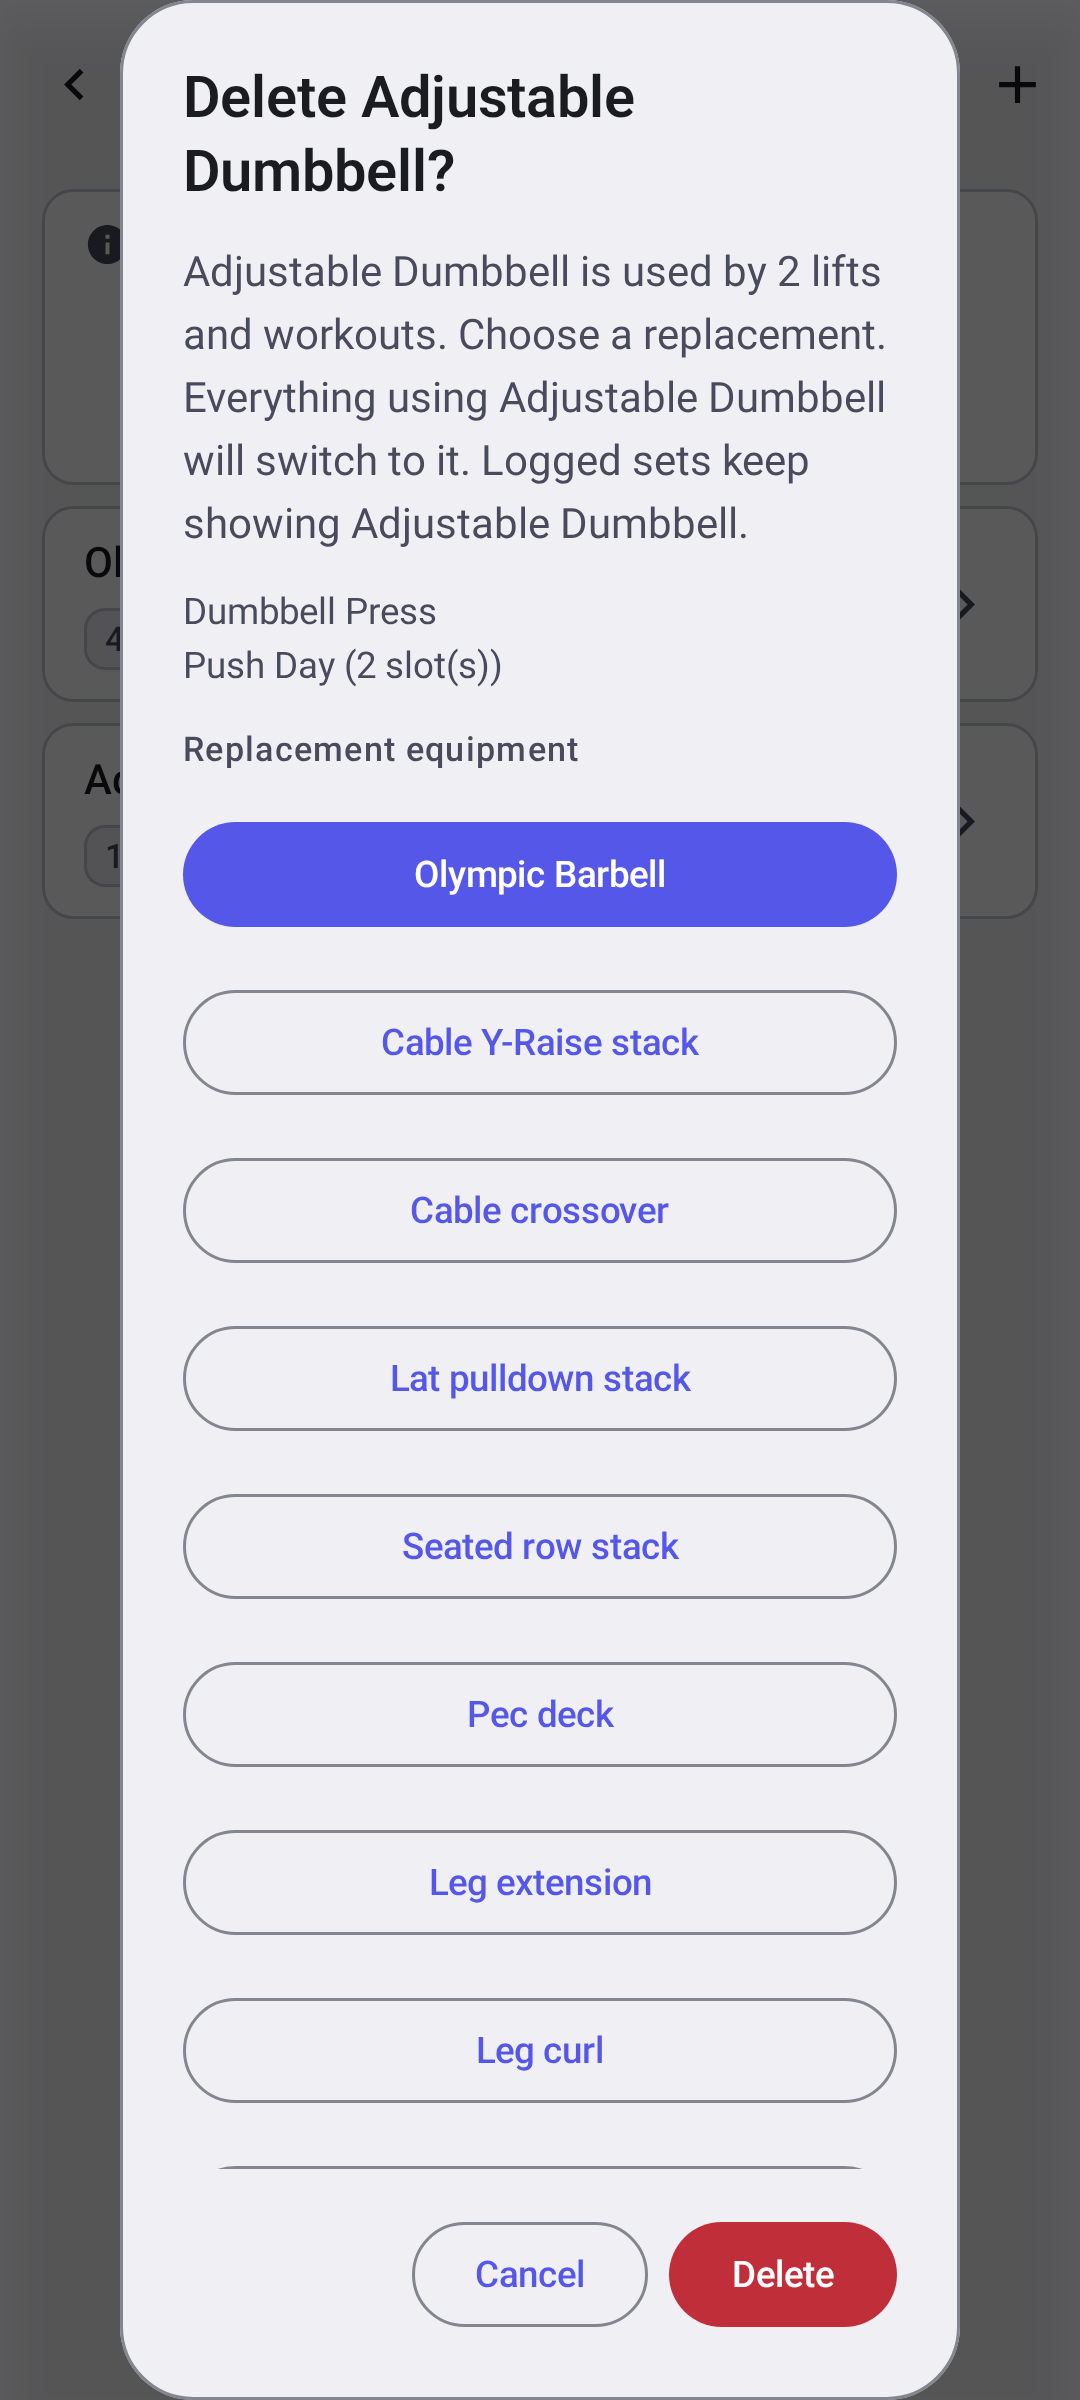 Delete Adjustable
Dumbbell?
Adjustable Dumbbell is used by 2 lifts
and workouts. Choose a replacement.
Everything using Adjustable Dumbbell
will switch to it. Logged sets keep
showing Adjustable Dumbbell.
Dumbbell Press
Push Day (2 slot(s))
Replacement equipment
Olympic Barbell
Cable Y-Raise stack
Cable crossover
Lat pulldown stack
Seated row stack
Pec deck
Leg extension
Leg curl
Cancel
Delete